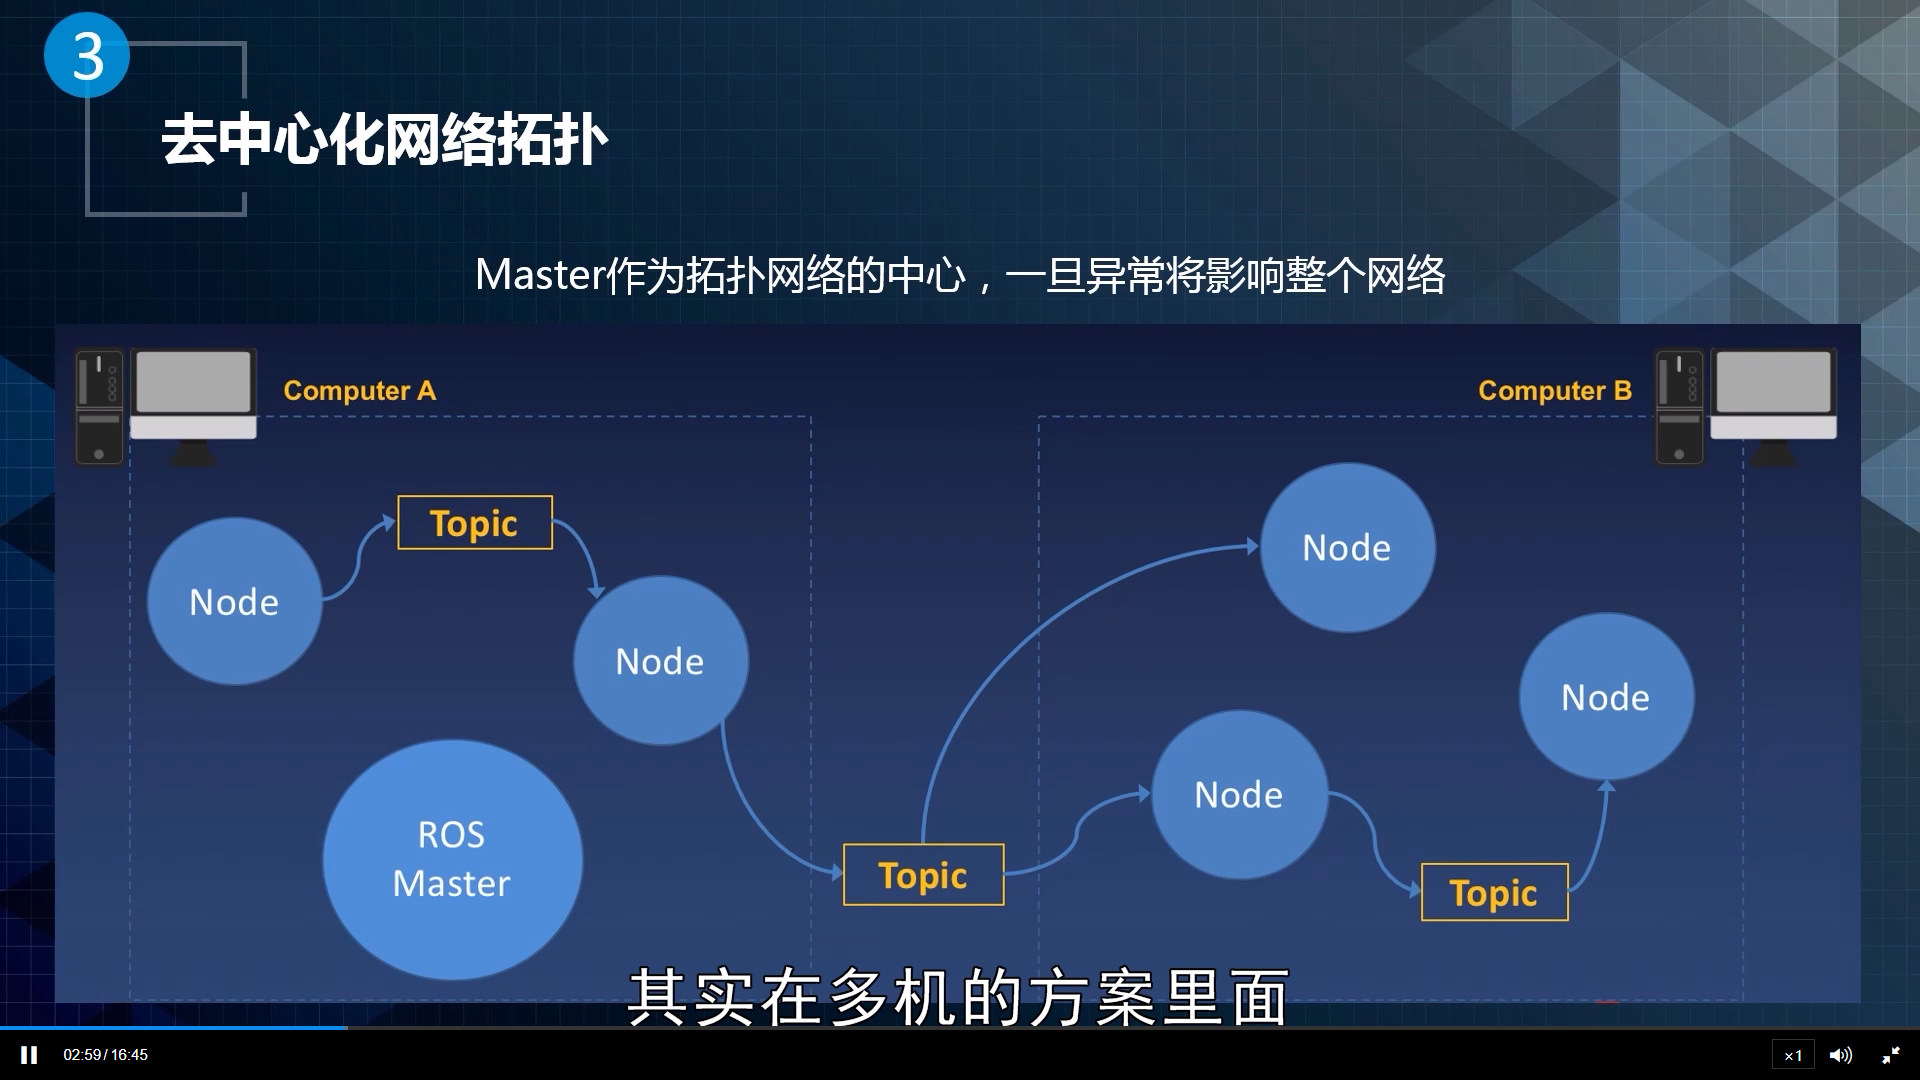 3
去中心化网络拓扑
Master作为拓扑网络的中心，一旦异常将影响整个网络
Computer A
Computer B
Topic
Node
Node
Node
Node
Node
ROS
Master
Topic
Topic
其实在多机的方案里面
02:59/16:45
×1